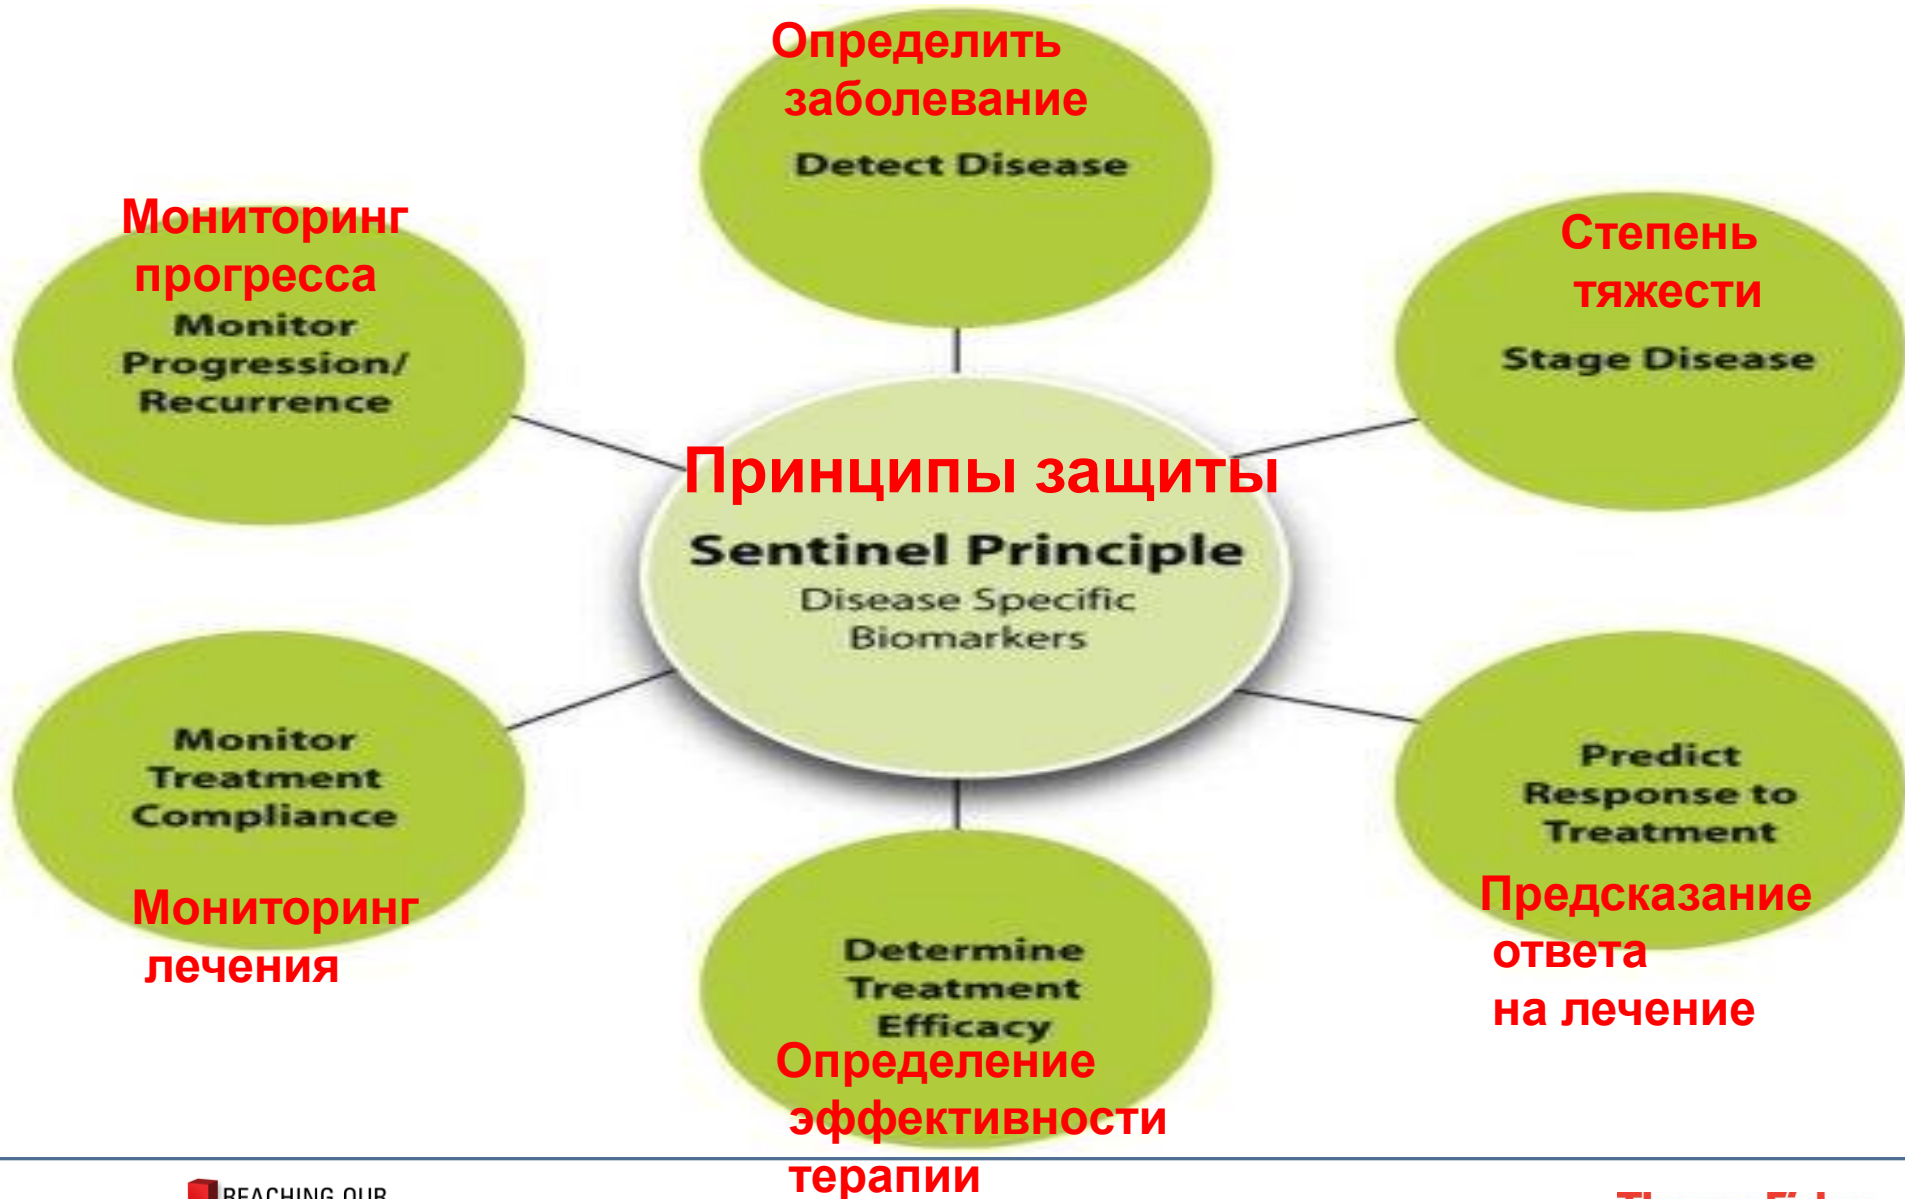 Определить
заболевание
Detect Disease
Мониторинг
прогресса
Monitor
Progression/
Recurrence
Степень
тяжести
Stage Disease
Принципы защиты
Sentinel Principle
Disease Specific
Biomarkers
Monitor
Treatment
Compliance
Мониторинг
лечения
Predict
Response to
Treatment
Предсказание
ответа
на лечение
Determine
Treatment
Efficacy
Определение
эффективности
терапии
REACHING OUR